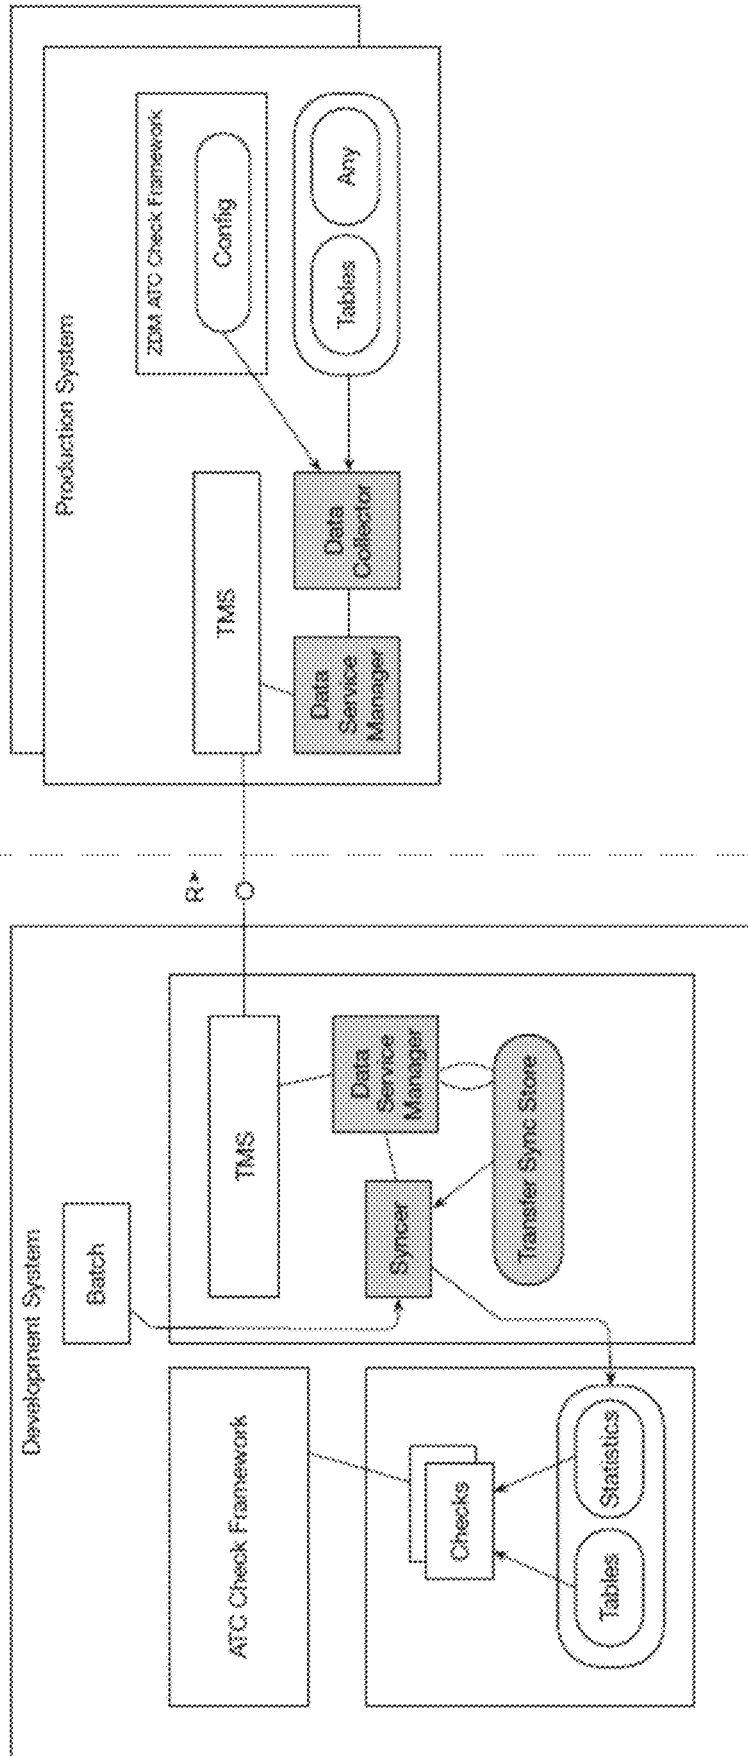 Development System
Batch
ATC Check Framework
TMS
Checks
Syncer
Data
Service
Manager
Tables
Statistics
Transfer Sync Store
R
Production System
TMS
ZDM ATC Check Framework
Config
Data
Service
Manager
Data
Collector
Tables
Any